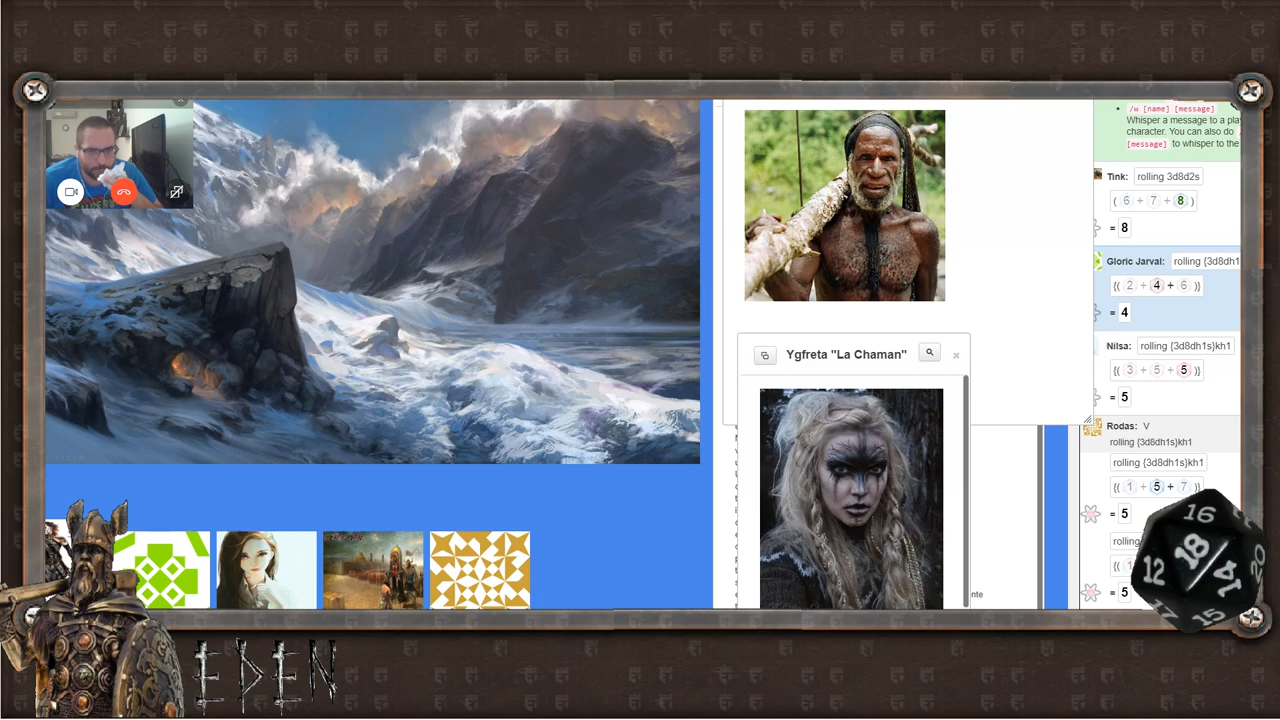 /w [name] [message]
Whisper a message to a
character. You can also do
[message] to whisper to the
Tink: rolling 3d8d2s
( 6 + 7 + 8 )
= 8
Gloric Jarval: rolling {3d8dh1
{( 2 + 4 + 6 )}
= 4
Nilsa: rolling {3d8dh1s}kh1
{( 3 + 5 + 5 )}
= 5
Rodas: V
rolling {3d8dh1s}kh1
rolling {3d8dh1s}kh1
{( 1 + 5 + 7 )}
= 5
= 5
Ygfreta "La Chaman"
nte
16
18
12
14
20
17
15
EDEN